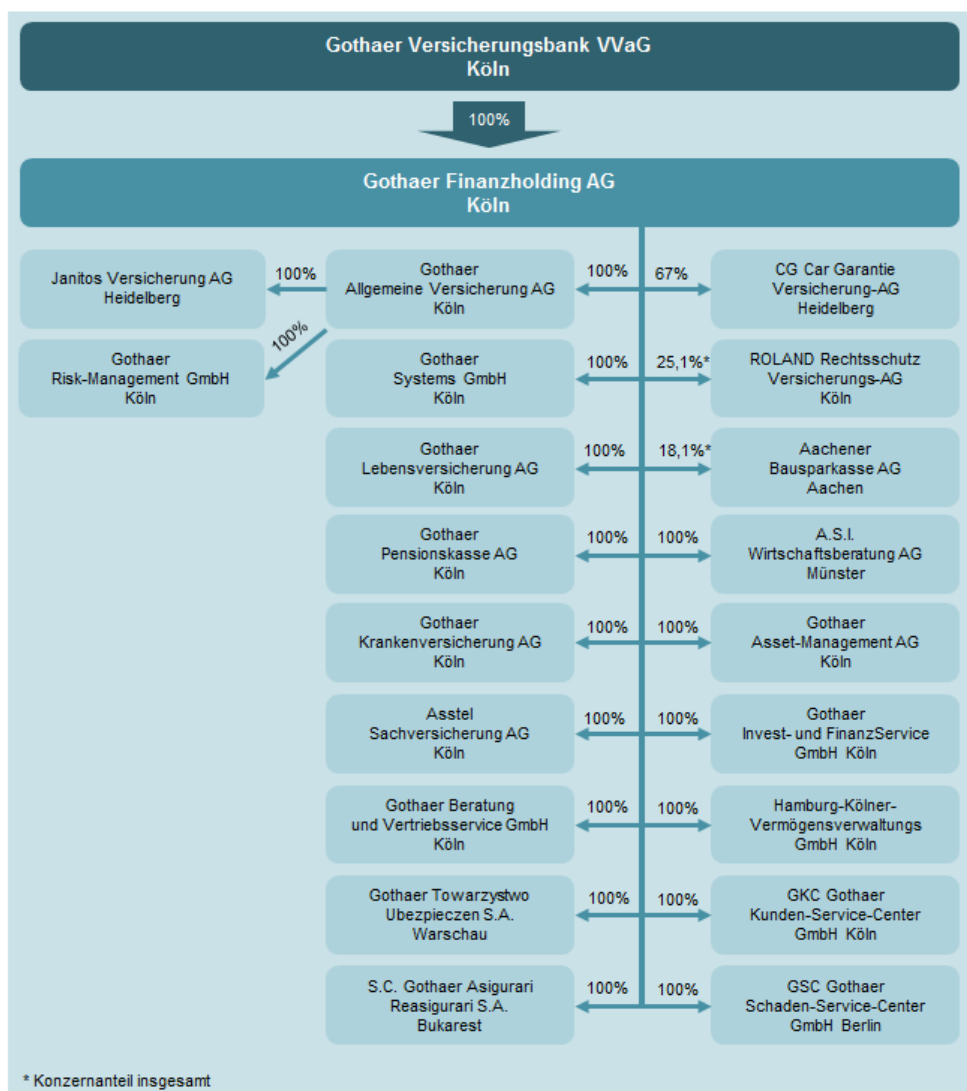 Gothaer Versicherungsbank VVaG
Köln
100%
Gothaer Finanzholding AG
Köln
Janitos Versicherung AG
Heidelberg
100%
Gothaer
Allgemeine Versicherung AG
Köln
100%
67%
CG Car Garantie
Versicherung-AG
Heidelberg
100%
Gothaer
Risk-Management GmbH
Köln
Gothaer
Systems GmbH
Köln
100%
25,1%*
ROLAND Rechtsschutz
Versicherungs-AG
Köln
Gothaer
Lebensversicherung AG
Köln
100%
18,1%*
Aachener
Bausparkasse AG
Aachen
Gothaer
Pensionskasse AG
Köln
100%
100%
A.S.I.
Wirtschaftsberatung AG
Münster
Gothaer
Krankenversicherung AG
Köln
100%
100%
Gothaer
Asset-Management AG
Köln
Asstel
Sachversicherung AG
Köln
100%
100%
Gothaer
Invest- und FinanzService
GmbH Köln
Gothaer Beratung
und Vertriebsservice GmbH
Köln
100%
100%
Hamburg-Kölner-
Vermögensverwaltungs
GmbH Köln
Gothaer Towarzystwo
Ubezpieczen S.A.
Warschau
100%
100%
GKC Gothaer
Kunden-Service-Center
GmbH Köln
S.C. Gothaer Asigurari
Reasigurari S.A.
Bukarest
100%
100%
GSC Gothaer
Schaden-Service-Center
GmbH Berlin
* Konzernanteil insgesamt